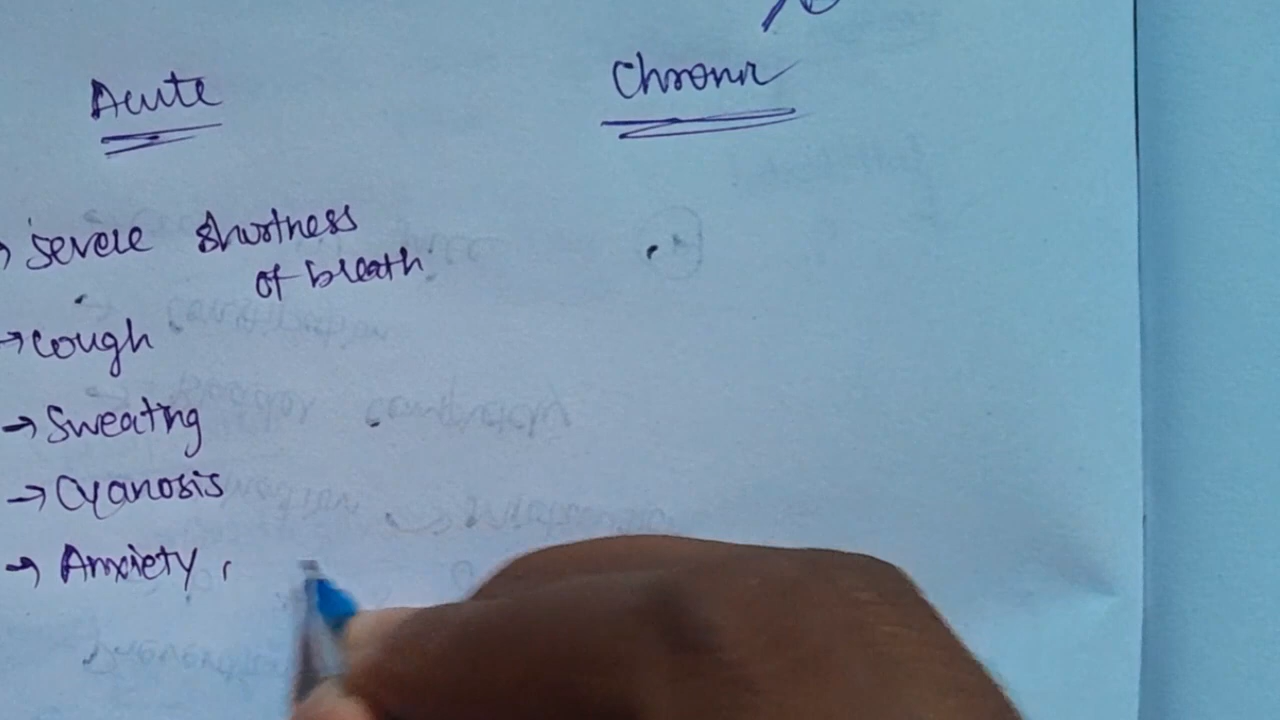 Acute
Chronic
→ Severe shortness
of breath
→ Cough
→ Sweating
→ Cyanosis
→ Anxiety,